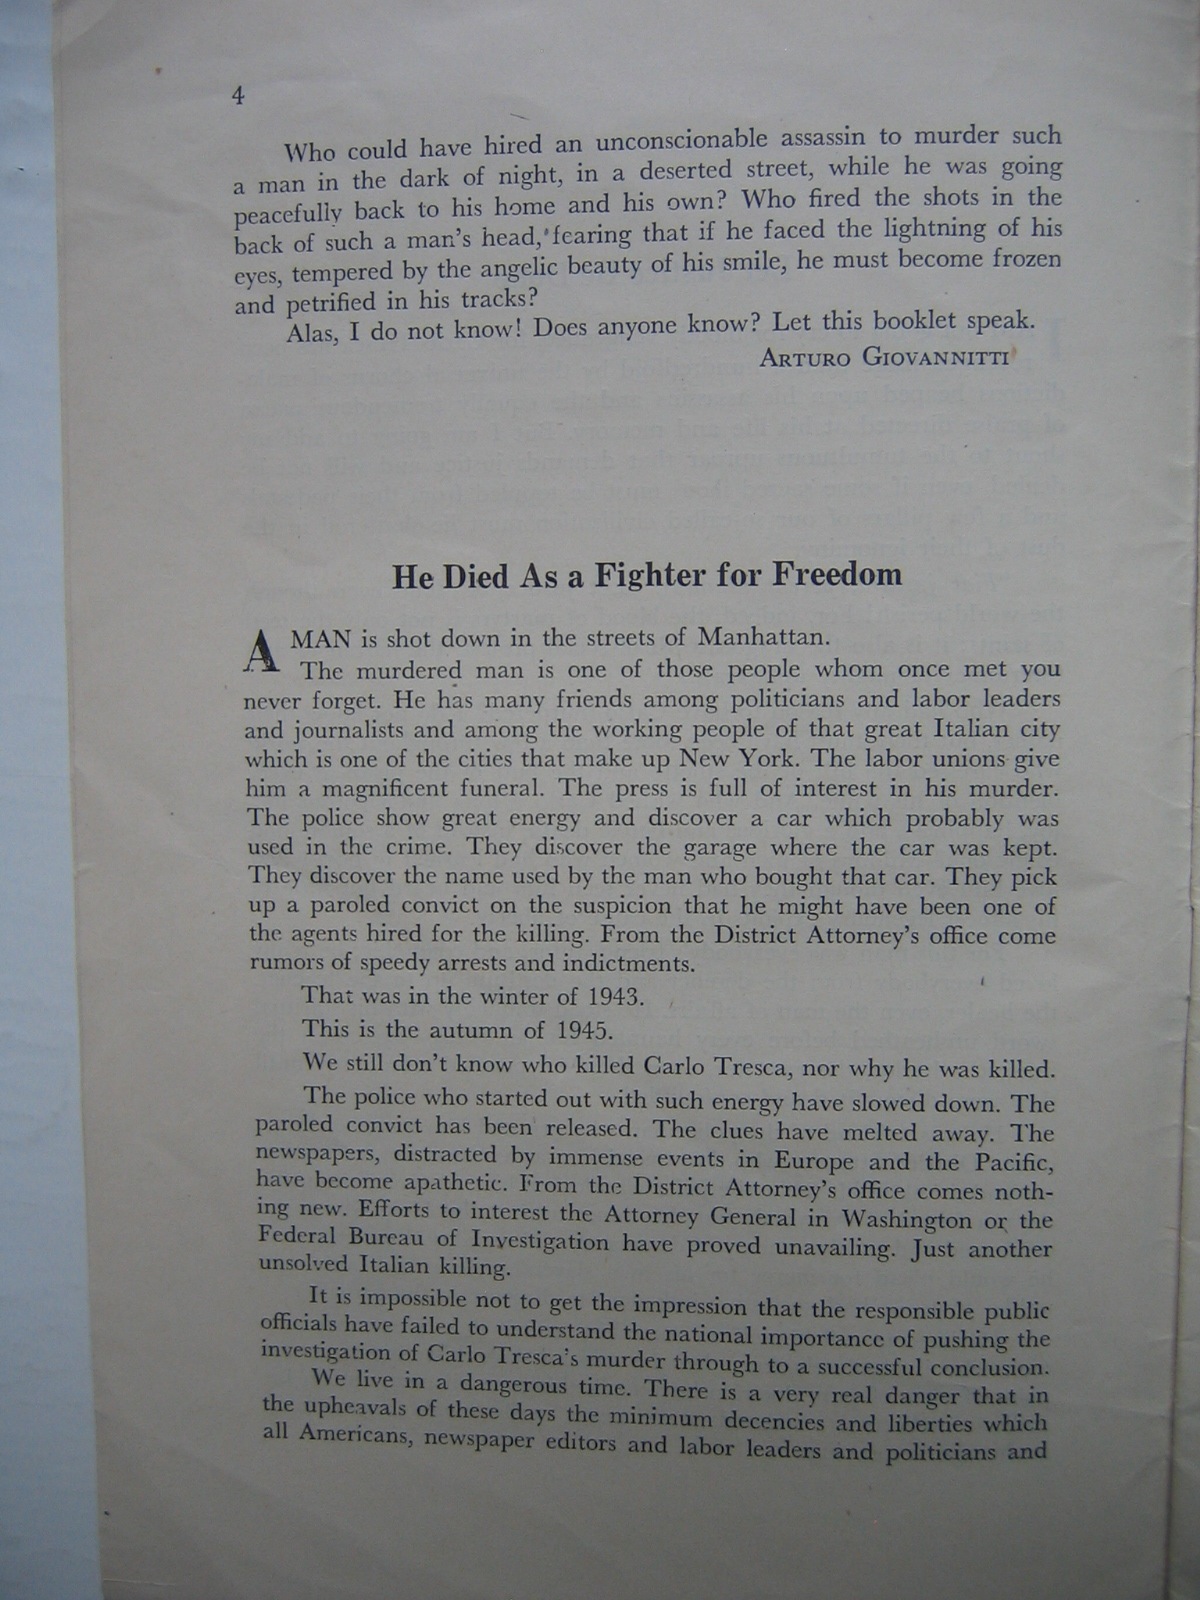 4
Who could have hired an unconscionable assassin to murder such
a man in the dark of night, in a deserted street, while he was going
peacefully back to his home and his own? Who fired the shots in the
back of such a man's head, fearing that if he faced the lightning of his
eyes, tempered by the angelic beauty of his smile, he must become frozen
and petrified in his tracks?
Alas, I do not know! Does anyone know? Let this booklet speak.
ARTURO GIOVANNITTI
He Died As a Fighter for Freedom
A MAN is shot down in the streets of Manhattan.
The murdered man is one of those people whom once met you
never forget. He has many friends among politicians and labor leaders
and journalists and among the working people of that great Italian city
which is one of the cities that make up New York. The labor unions give
him a magnificent funeral. The press is full of interest in his murder.
The police show great energy and discover a car which probably was
used in the crime. They discover the garage where the car was kept.
They discover the name used by the man who bought that car. They pick
up a paroled convict on the suspicion that he might have been one of
the agents hired for the killing. From the District Attorney's office come
rumors of speedy arrests and indictments.
That was in the winter of 1943.
This is the autumn of 1945.
We still don't know who killed Carlo Tresca, nor why he was killed.
The police who started out with such energy have slowed down. The
paroled convict has been released. The clues have melted away. The
newspapers, distracted by immense events in Europe and the Pacific,
have become apathetic. From the District Attorney's office comes noth-
ing new. Efforts to interest the Attorney General in Washington or the
Federal Bureau of Investigation have proved unavailing. Just another
unsolved Italian killing.
It is impossible not to get the impression that the responsible public
officials have failed to understand the national importance of pushing the
investigation of Carlo Tresca's murder through to a successful conclusion.
We live in a dangerous time. There is a very real danger that in
the upheavals of these days the minimum decencies and liberties which
all Americans, newspaper editors and labor leaders and politicians and